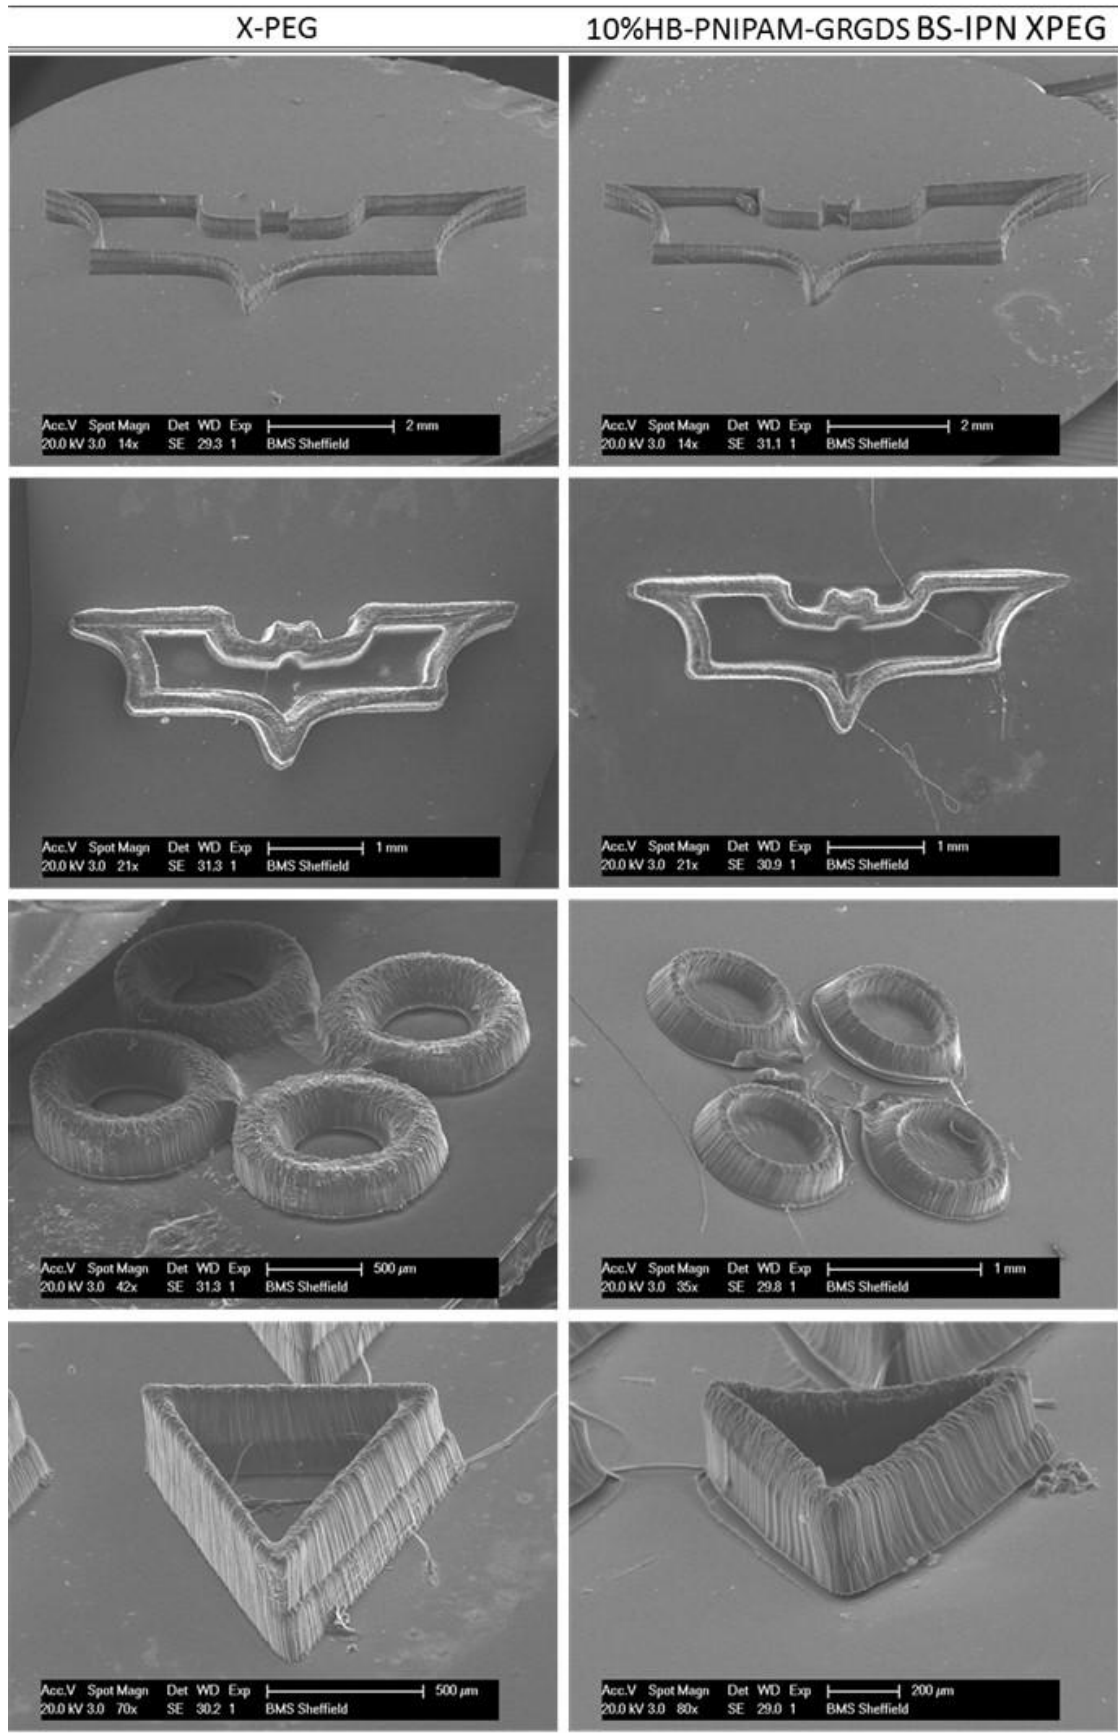 X-PEG
10%HB-PNIPAM-GRGDS BS-IPN XPEG
Acc.V Spot Magn Det WD Exp 2 mm
20.0 kV 3.0 14x SE 29.3 1 BMS Sheffield
Acc.V Spot Magn Det WD Exp 2 mm
20.0 kV 3.0 14x SE 31.1 1 BMS Sheffield
Acc.V Spot Magn Det WD Exp 1 mm
20.0 kV 3.0 21x SE 31.3 1 BMS Sheffield
Acc.V Spot Magn Det WD Exp 1 mm
20.0 kV 3.0 21x SE 30.9 1 BMS Sheffield
Acc.V Spot Magn Det WD Exp 500 µm
20.0 kV 3.0 42x SE 31.3 1 BMS Sheffield
Acc.V Spot Magn Det WD Exp 1 mm
20.0 kV 3.0 35x SE 29.8 1 BMS Sheffield
Acc.V Spot Magn Det WD Exp 500 µm
20.0 kV 3.0 70x SE 30.2 1 BMS Sheffield
Acc.V Spot Magn Det WD Exp 200 µm
20.0 kV 3.0 80x SE 29.0 1 BMS Sheffield